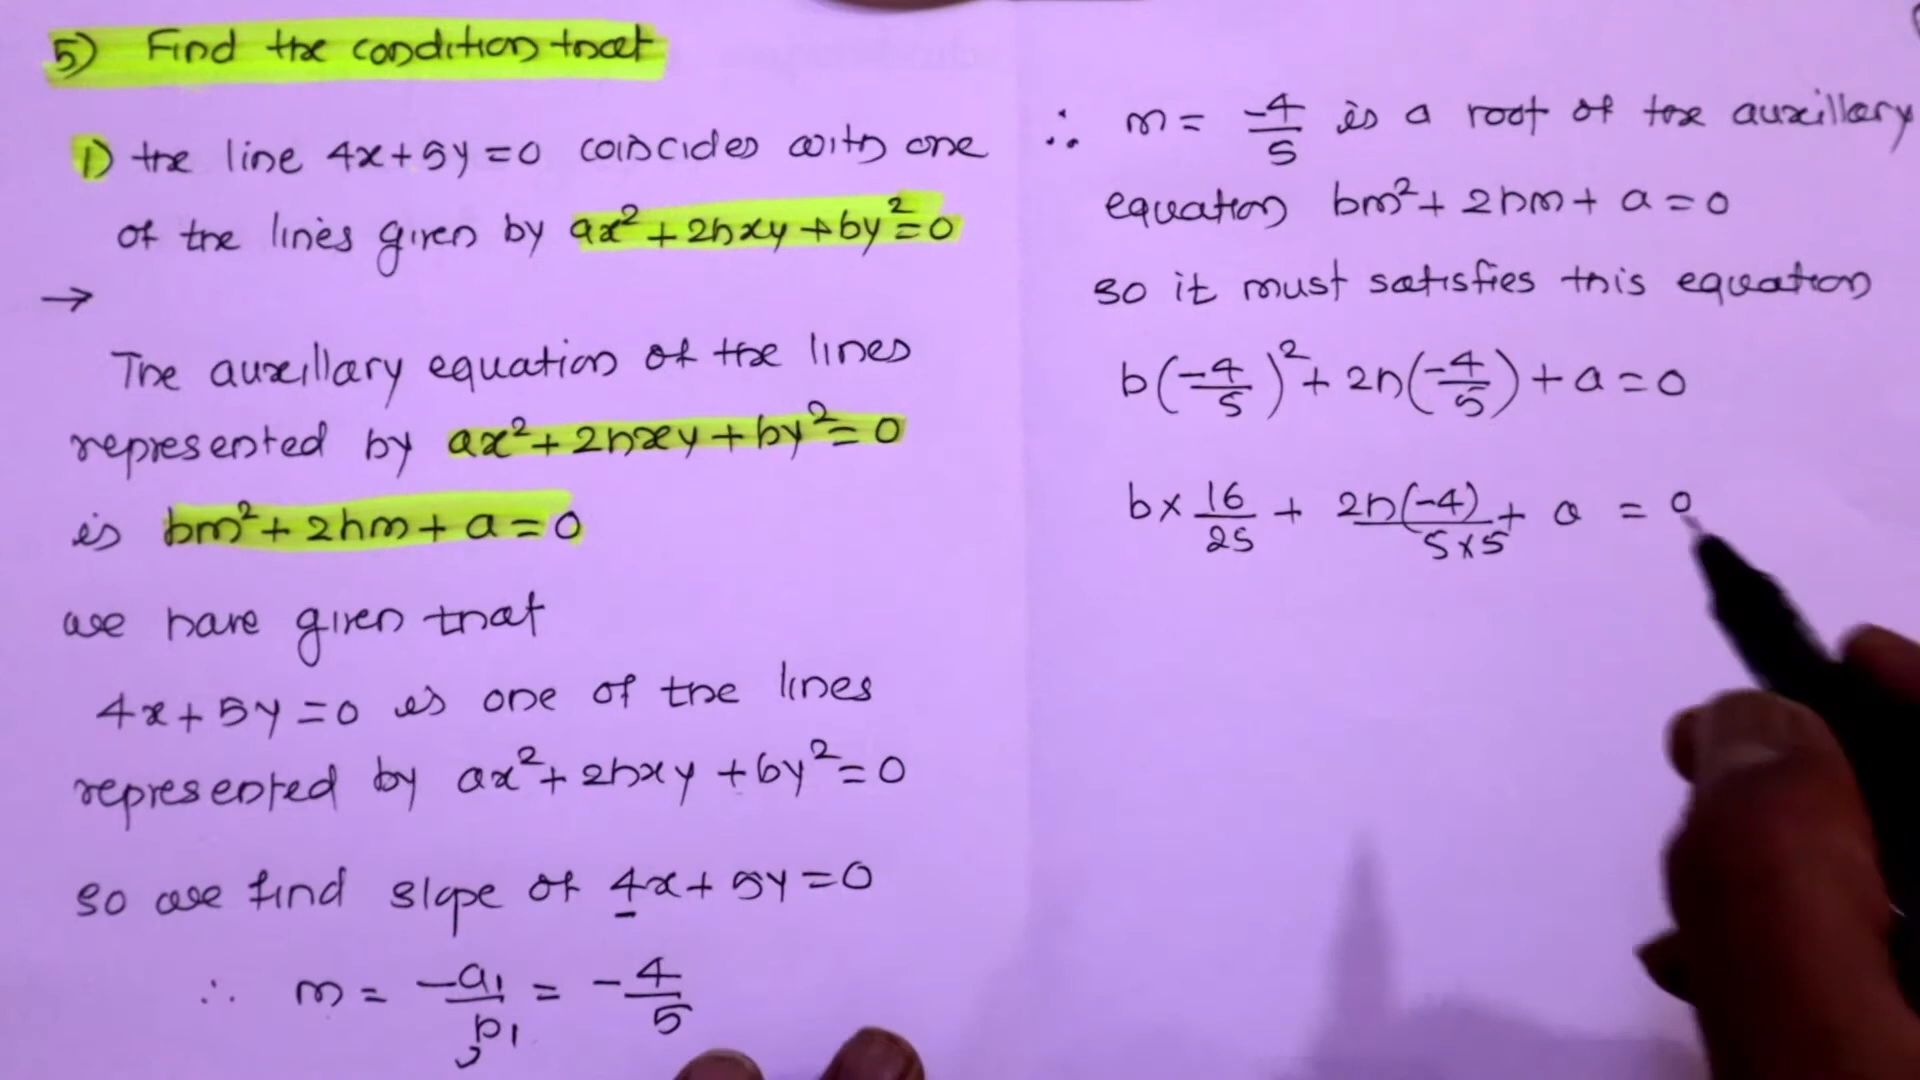 5) Find the condition that
1) the line 4x+5y=0 coincides with one
of the lines given by ax²+2hxy+by²=0
→
The auxillary equation of the lines
represented by ax²+2hxy+by²=0
is bm²+2hm+a=0
we have given that
4x+5y=0 is one of the lines
represented by ax²+2hxy+by²=0
so we find slope of 4x+5y=0
∴ m = -a₁/b₁ = -4/5
∴ m = -4/5 is a root of the auxillary
equation bm²+2hm+a=0
so it must satisfies this equation
b(-4/5)²+2h(-4/5)+a=0
b×16/25 + 2h(-4)/5×5 + a = 0